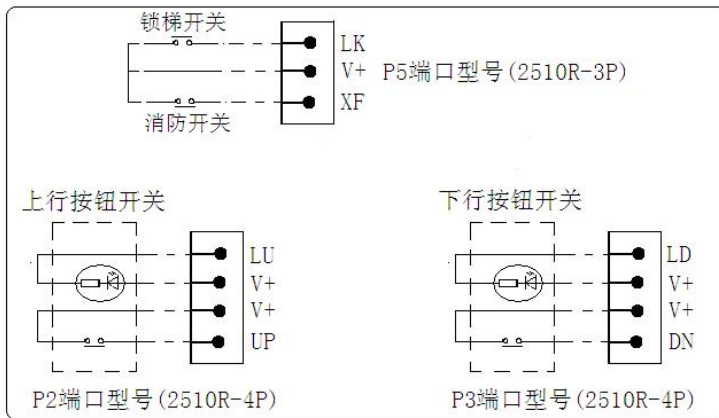 锁梯开关
LK
V+ P5端口型号(2510R-3P)
XF
消防开关
上行按钮开关
LU
V+
V+
UP
P2端口型号(2510R-4P)
下行按钮开关
LD
V+
V+
DN
P3端口型号(2510R-4P)